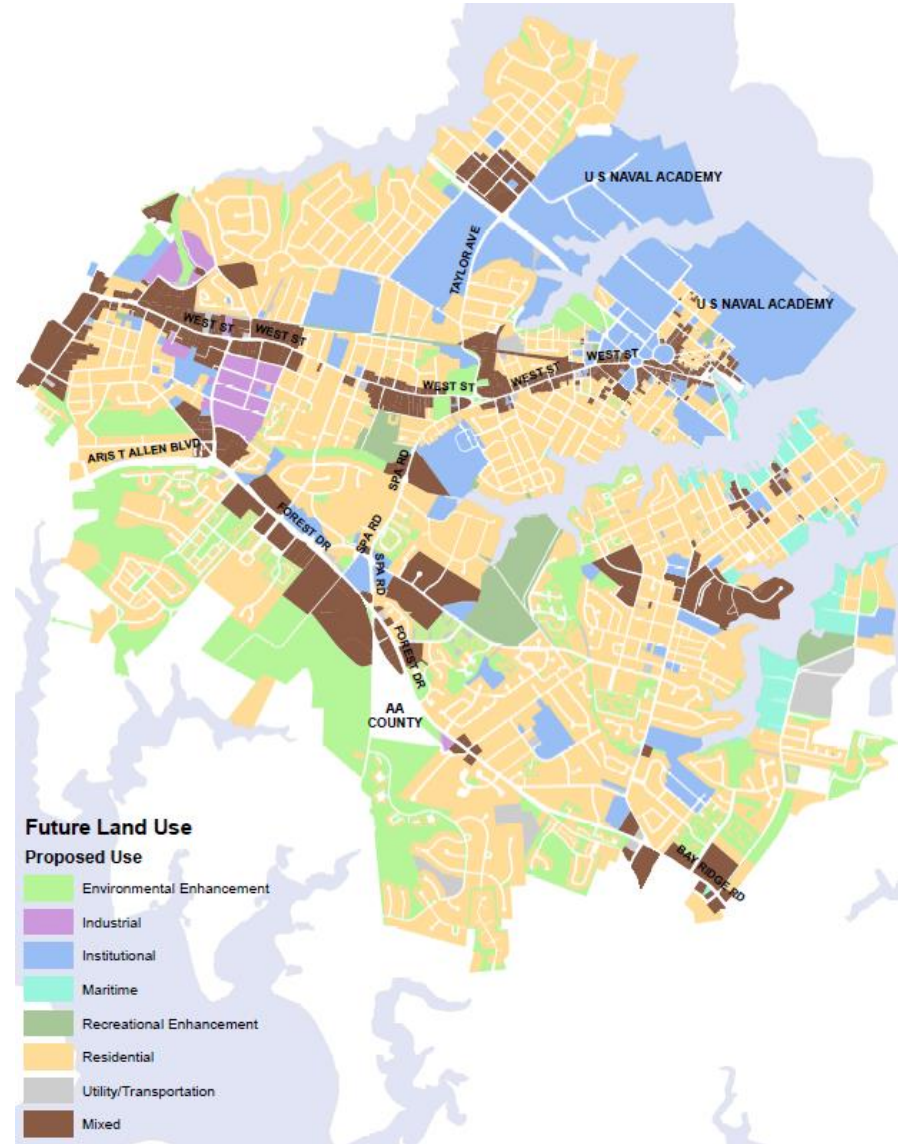 U S NAVAL ACADEMY
TAYLOR AVE
U S NAVAL ACADEMY
WEST ST
WEST ST
WEST ST
WEST ST
WEST ST
ARIS T ALLEN BLVD
SPA RD
FOREST DR
SPA RD
SPA RD
FOREST DR
AA
COUNTY
BAY RIDGE RD
Future Land Use
Proposed Use
Environmental Enhancement
Industrial
Institutional
Maritime
Recreational Enhancement
Residential
Utility/Transportation
Mixed